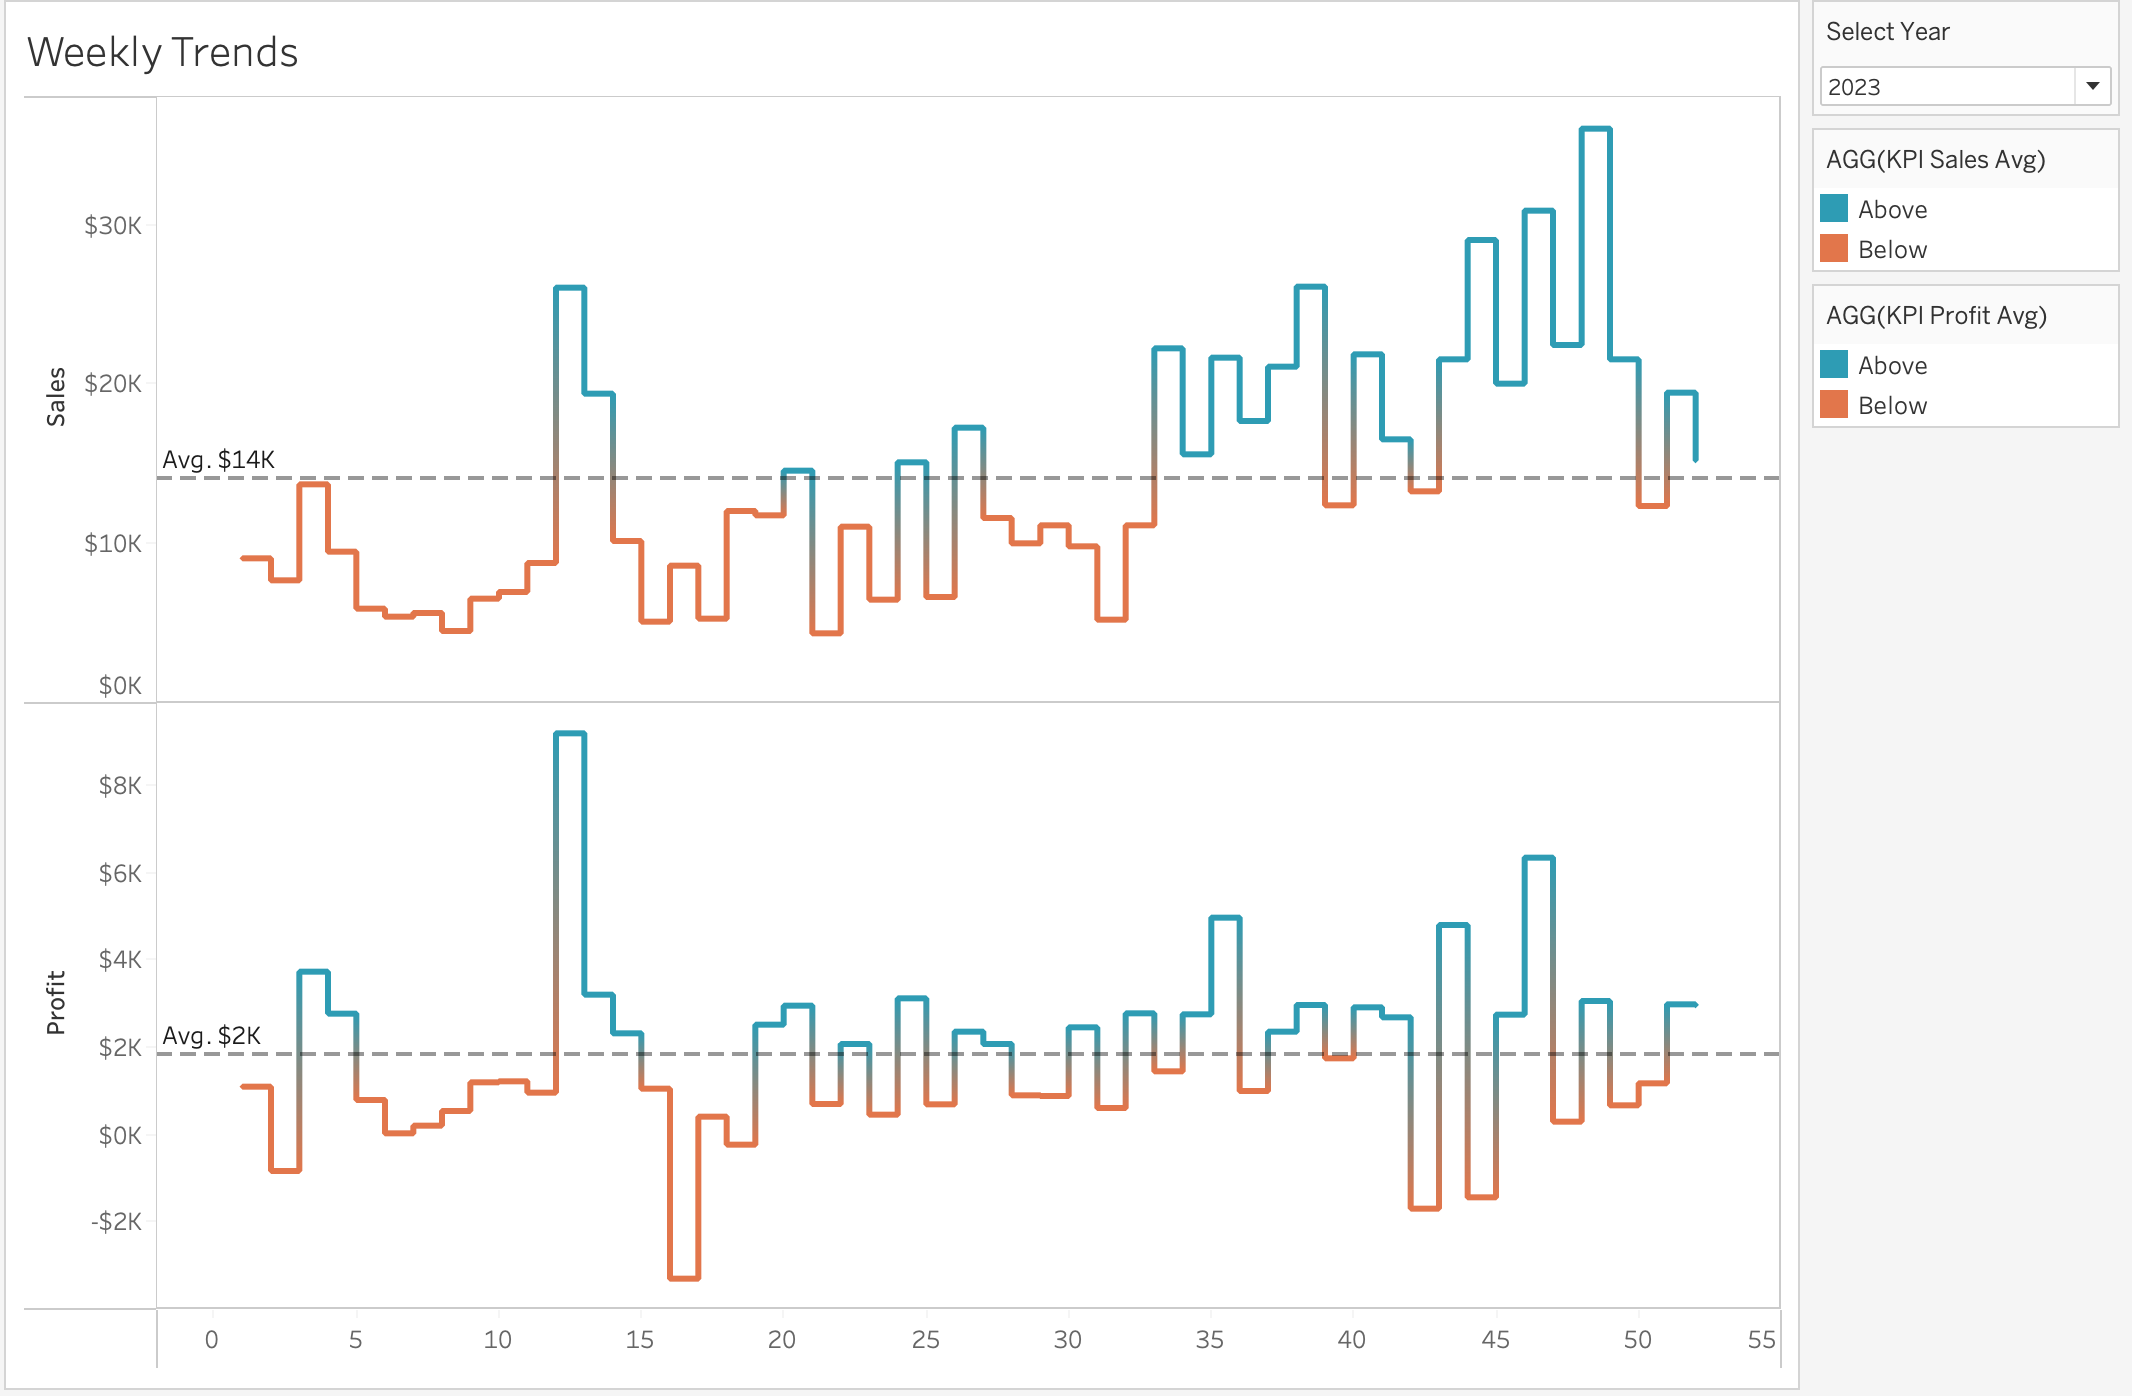 Weekly Trends
Select Year
2023
AGG(KPI Sales Avg)
Above
Below
AGG(KPI Profit Avg)
Above
Below
Sales
$30K
$20K
Avg. $14K
$10K
$0K
Profit
$8K
$6K
$4K
Avg. $2K
$2K
$0K
-$2K
0 5 10 15 20 25 30 35 40 45 50 55